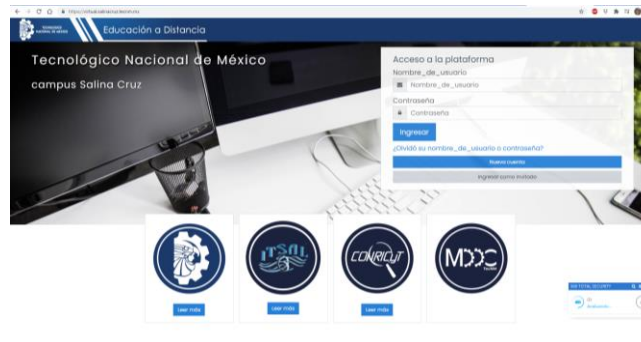 Educación a Distancia
Tecnológico Nacional de México
campus Salina Cruz
Acceso a la plataforma
Nombre_de_usuario
Nombre_de_usuario
Contraseña
Contraseña
Ingresar
¿Olvidó su nombre_de_usuario o contraseña?
Nueva cuenta
Ingresar como invitado
ITSAL
CONRICyT
MDDC
Leer más
Leer más
Leer más